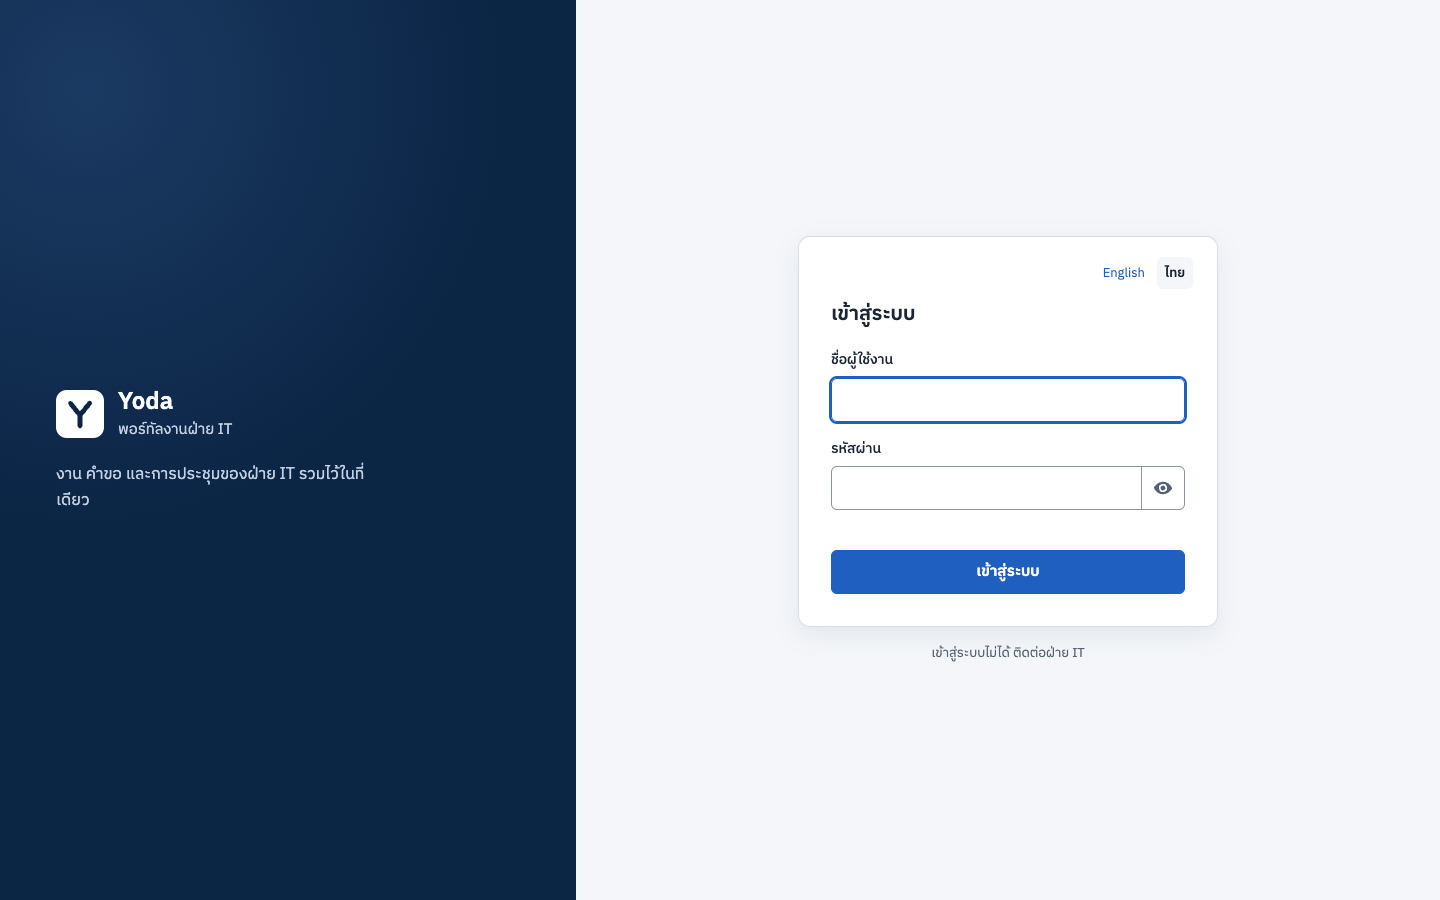 Y
Yoda
พอร์ทัลงานฝ่าย IT
งาน คำขอ และการประชุมของฝ่าย IT รวมไว้ในที่
เดียว
English ไทย
เข้าสู่ระบบ
ชื่อผู้ใช้งาน
รหัสผ่าน
เข้าสู่ระบบ
เข้าสู่ระบบไม่ได้ ติดต่อฝ่าย IT